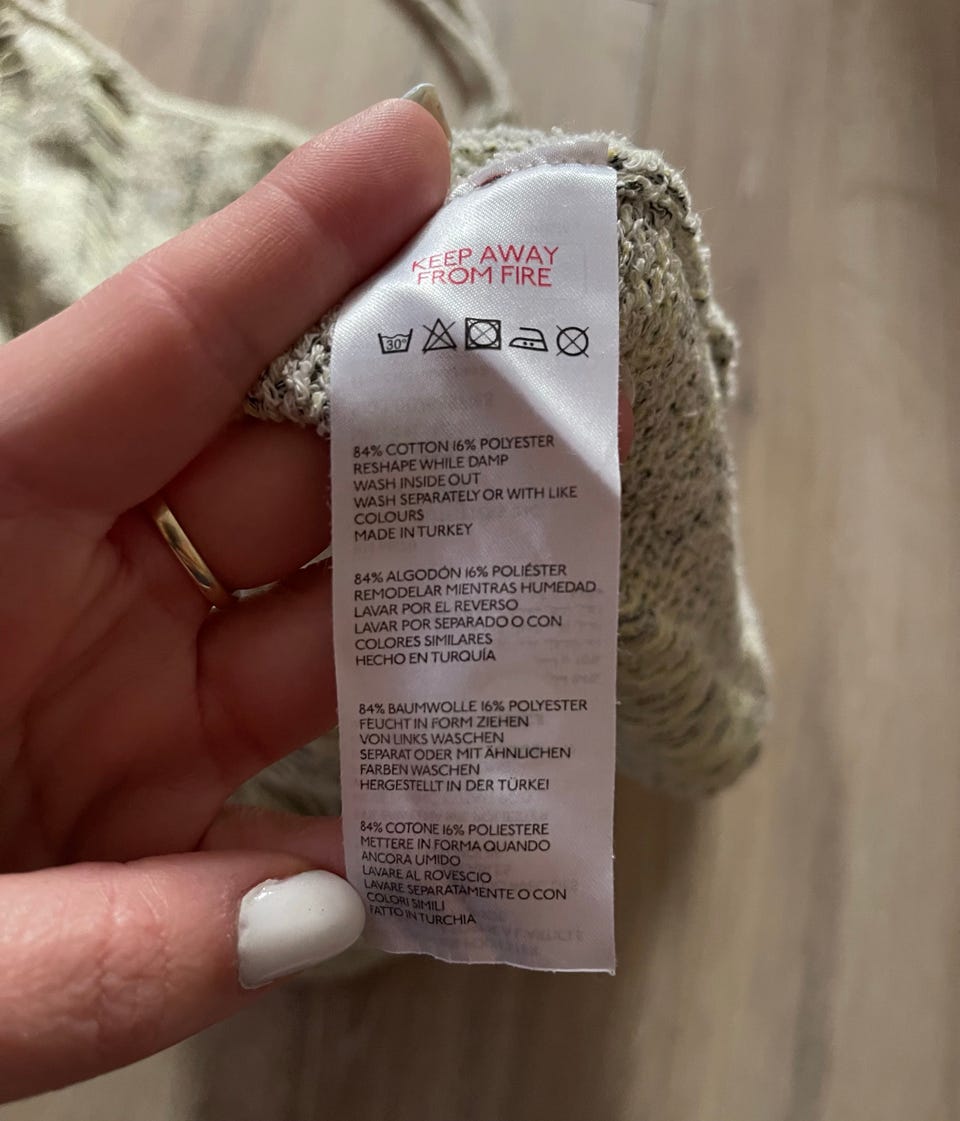 KEEP AWAY
FROM FIRE
30°
84% COTTON 16% POLYESTER
RESHAPE WHILE DAMP
WASH INSIDE OUT
WASH SEPARATELY OR WITH LIKE
COLOURS
MADE IN TURKEY
84% ALGODÓN 16% POLIÉSTER
REMODELAR MIENTRAS HUMEDAD
LAVAR POR EL REVERSO
LAVAR POR SEPARADO O CON
COLORES SIMILARES
HECHO EN TURQUÍA
84% BAUMWOLLE 16% POLYESTER
FEUCHT IN FORM ZIEHEN
VON LINKS WASCHEN
SEPARAT ODER MIT ÄHNLICHEN
FARBEN WASCHEN
HERGESTELLT IN DER TÜRKEI
84% COTONE 16% POLIESTERE
METTERE IN FORMA QUANDO
ANCORA UMIDO
LAVARE AL ROVESCIO
LAVARE SEPARATAMENTE O CON
COLORI SIMILI
FATTO IN TURCHIA